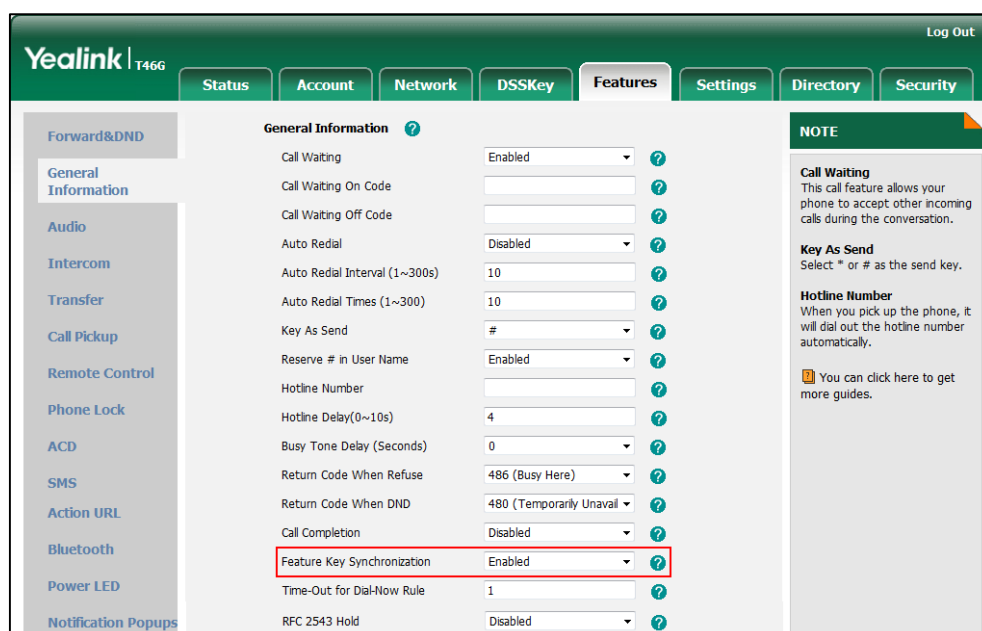 Log Out
Yealink | T46G
Status Account Network DSSKey Features Settings Directory Security
Forward&DND
General
Information
Audio
Intercom
Transfer
Call Pickup
Remote Control
Phone Lock
ACD
SMS
Action URL
Bluetooth
Power LED
Notification Popups
General Information ?
Call Waiting Enabled ?
Call Waiting On Code ?
Call Waiting Off Code ?
Auto Redial Disabled ?
Auto Redial Interval (1~300s) 10 ?
Auto Redial Times (1~300) 10 ?
Key As Send # ?
Reserve # in User Name Enabled ?
Hotline Number ?
Hotline Delay(0~10s) 4 ?
Busy Tone Delay (Seconds) 0 ?
Return Code When Refuse 486 (Busy Here) ?
Return Code When DND 480 (Temporarily Unavail ?
Call Completion Disabled ?
Feature Key Synchronization Enabled ?
Time-Out for Dial-Now Rule 1 ?
RFC 2543 Hold Disabled ?
NOTE
Call Waiting
This call feature allows your
phone to accept other incoming
calls during the conversation.
Key As Send
Select * or # as the send key.
Hotline Number
When you pick up the phone, it
will dial out the hotline number
automatically.
? You can click here to get
more guides.